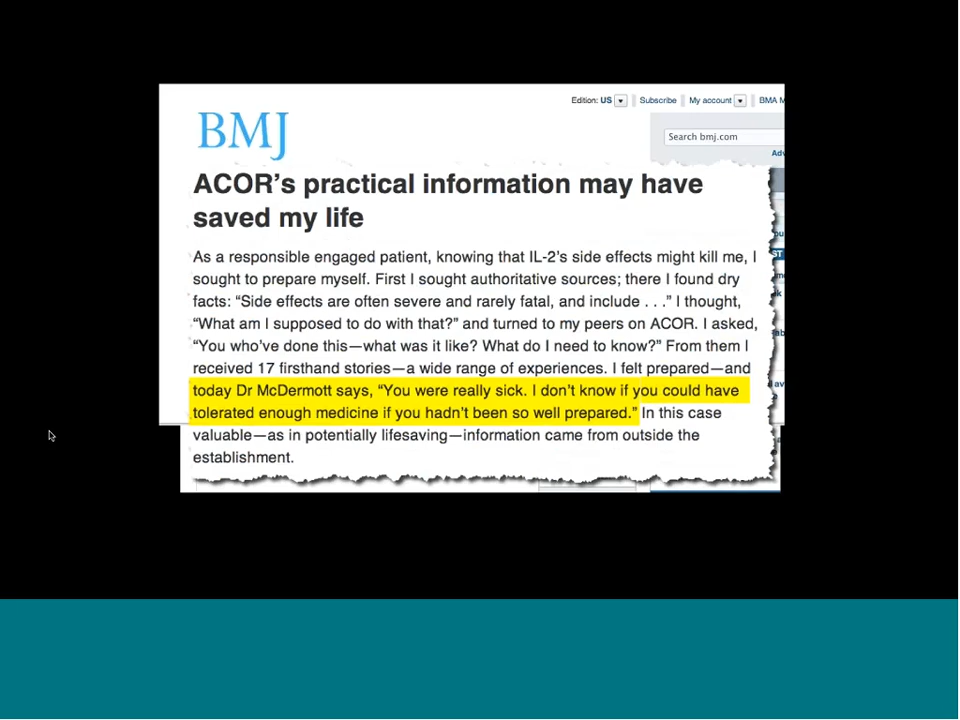 Edition: US Subscribe My account BMA
BMJ
Search bmj.com
ACOR’s practical information may have
saved my life
As a responsible engaged patient, knowing that IL-2’s side effects might kill me, I
sought to prepare myself. First I sought authoritative sources; there I found dry
facts: “Side effects are often severe and rarely fatal, and include . . .” I thought,
“What am I supposed to do with that?” and turned to my peers on ACOR. I asked,
“You who’ve done this—what was it like? What do I need to know?” From them I
received 17 firsthand stories—a wide range of experiences. I felt prepared—and
today Dr McDermott says, “You were really sick. I don’t know if you could have
tolerated enough medicine if you hadn’t been so well prepared.” In this case
valuable—as in potentially lifesaving—information came from outside the
establishment.